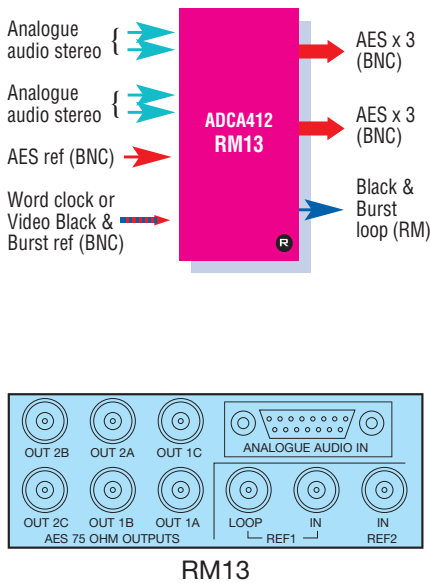 Analogue
audio stereo {
Analogue
audio stereo {
AES ref (BNC)
Word clock or
Video Black &
Burst ref (BNC)
ADCA412
RM13
R
AES x 3
(BNC)
AES x 3
(BNC)
Black &
Burst
loop (RM)
OUT 2B OUT 2A OUT 1C
ANALOGUE AUDIO IN
OUT 2C OUT 1B OUT 1A
AES 75 OHM OUTPUTS
LOOP IN IN
REF1 REF2
RM13